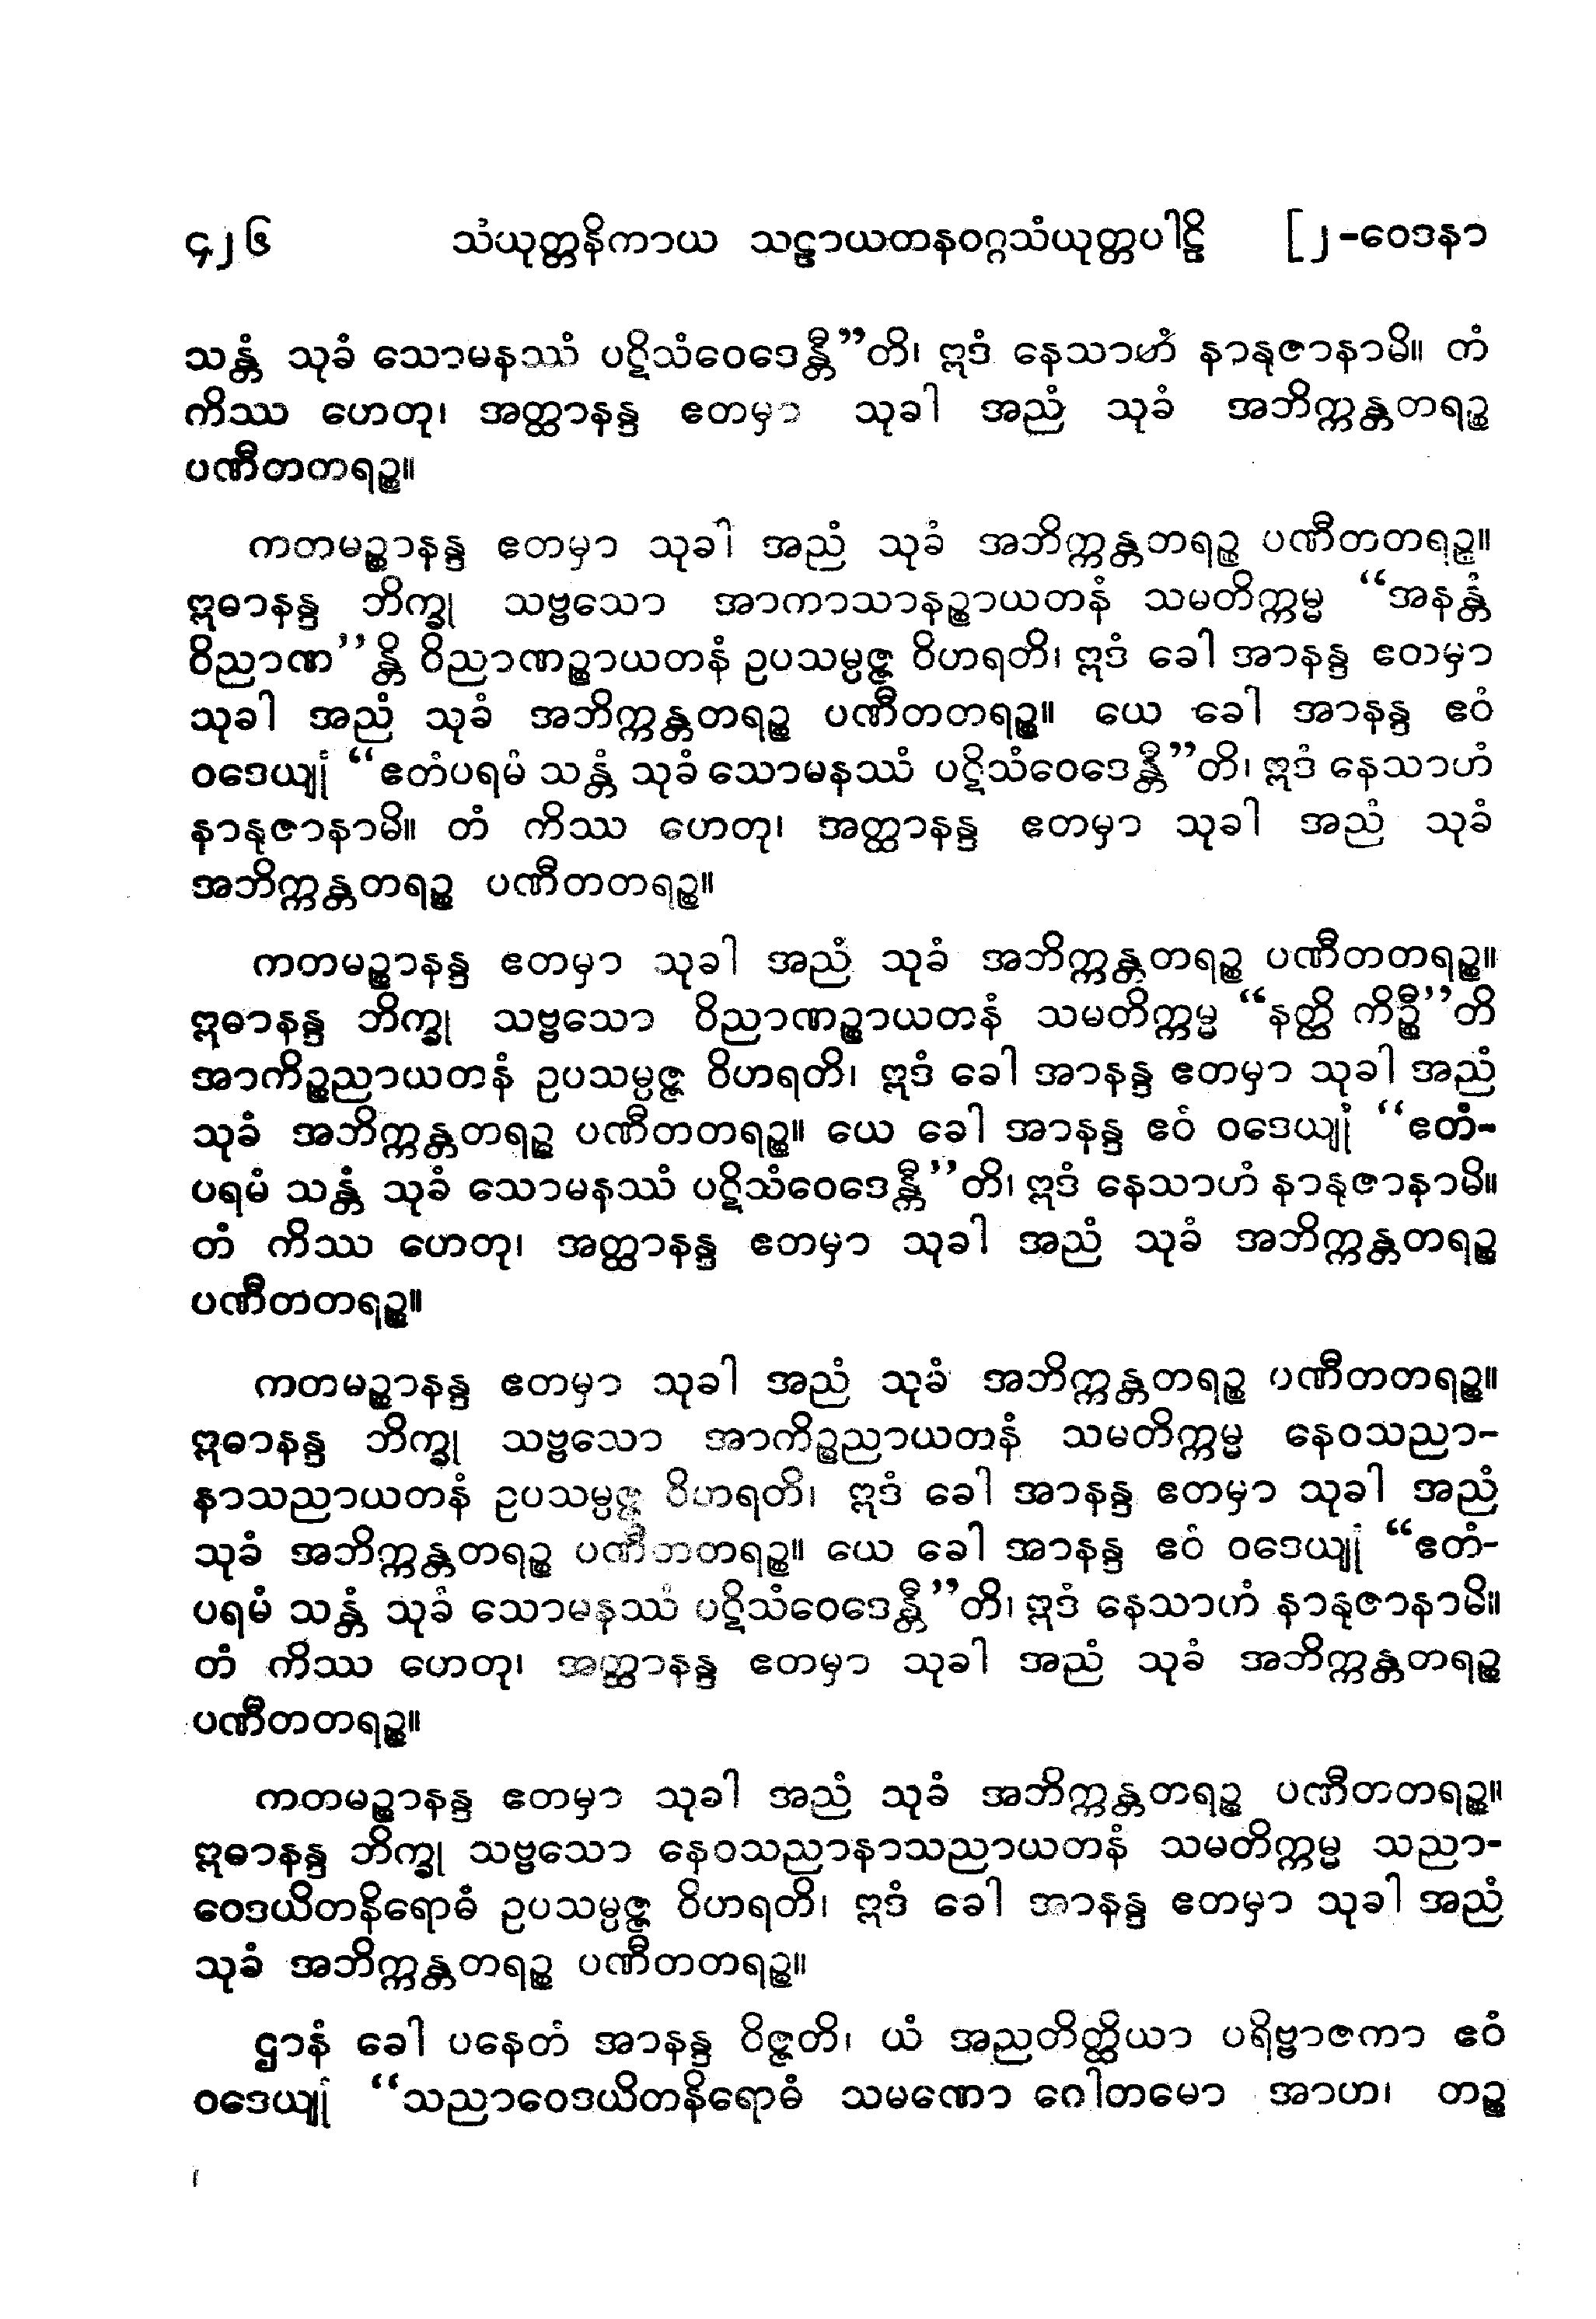 ၄၂၆ သံယုတ္တနိကာယ သဠာယတနဝဂ္ဂသံယုတ္တပါဠိ [၂-ဝေဒနာ
သန္တံ သုခံ သောမနဿံ ပဋိသံဝေဒေန္တီ”တိ၊ ဣဒံ နေသာဟံ နာနုဇာနာမိ။ တံ
ကိဿ ဟေတု၊ အတ္ထာနန္ဒ ဧတမှာ သုခါ အညံ သုခံ အဘိက္ကန္တတရဉ္စ
ပဏီတတရဉ္စ။
ကတမဉ္စာနန္ဒ ဧတမှာ သုခါ အညံ သုခံ အဘိက္ကန္တတရဉ္စ ပဏီတတရဉ္စ။
ဣဓာနန္ဒ ဘိက္ခု သဗ္ဗသော အာကာသာနဉ္စာယတနံ သမတိက္ကမ္မ “အနန္တံ
ဝိညာဏ”န္တိ ဝိညာဏဉ္စာယတနံ ဥပသမ္ပဇ္ဇ ဝိဟရတိ၊ ဣဒံ ခေါ အာနန္ဒ ဧတမှာ
သုခါ အညံ သုခံ အဘိက္ကန္တတရဉ္စ ပဏီတတရဉ္စ။ ယေ ခေါ အာနန္ဒ ဧဝံ
ဝဒေယျုံ “ဧတံပရမံ သန္တံ သုခံ သောမနဿံ ပဋိသံဝေဒေန္တီ”တိ၊ ဣဒံ နေသာဟံ
နာနုဇာနာမိ။ တံ ကိဿ ဟေတု၊ အတ္ထာနန္ဒ ဧတမှာ သုခါ အညံ သုခံ
အဘိက္ကန္တတရဉ္စ ပဏီတတရဉ္စ။
ကတမဉ္စာနန္ဒ ဧတမှာ သုခါ အညံ သုခံ အဘိက္ကန္တတရဉ္စ ပဏီတတရဉ္စ။
ဣဓာနန္ဒ ဘိက္ခု သဗ္ဗသော ဝိညာဏဉ္စာယတနံ သမတိက္ကမ္မ “နတ္ထိ ကိဉ္စီ”တိ
အာကိဉ္စညာယတနံ ဥပသမ္ပဇ္ဇ ဝိဟရတိ၊ ဣဒံ ခေါ အာနန္ဒ ဧတမှာ သုခါ အညံ
သုခံ အဘိက္ကန္တတရဉ္စ ပဏီတတရဉ္စ။ ယေ ခေါ အာနန္ဒ ဧဝံ ဝဒေယျုံ “ဧတံ-
ပရမံ သန္တံ သုခံ သောမနဿံ ပဋိသံဝေဒေန္တီ”တိ၊ ဣဒံ နေသာဟံ နာနုဇာနာမိ။
တံ ကိဿ ဟေတု၊ အတ္ထာနန္ဒ ဧတမှာ သုခါ အညံ သုခံ အဘိက္ကန္တတရဉ္စ
ပဏီတတရဉ္စ။
ကတမဉ္စာနန္ဒ ဧတမှာ သုခါ အညံ သုခံ အဘိက္ကန္တတရဉ္စ ပဏီတတရဉ္စ။
ဣဓာနန္ဒ ဘိက္ခု သဗ္ဗသော အာကိဉ္စညာယတနံ သမတိက္ကမ္မ နေဝသညာ-
နာသညာယတနံ ဥပသမ္ပဇ္ဇ ဝိဟရတိ၊ ဣဒံ ခေါ အာနန္ဒ ဧတမှာ သုခါ အညံ
သုခံ အဘိက္ကန္တတရဉ္စ ပဏီတတရဉ္စ။ ယေ ခေါ အာနန္ဒ ဧဝံ ဝဒေယျုံ “ဧတံ-
ပရမံ သန္တံ သုခံ သောမနဿံ ပဋိသံဝေဒေန္တီ”တိ၊ ဣဒံ နေသာဟံ နာနုဇာနာမိ။
တံ ကိဿ ဟေတု၊ အတ္ထာနန္ဒ ဧတမှာ သုခါ အညံ သုခံ အဘိက္ကန္တတရဉ္စ
ပဏီတတရဉ္စ။
ကတမဉ္စာနန္ဒ ဧတမှာ သုခါ အညံ သုခံ အဘိက္ကန္တတရဉ္စ ပဏီတတရဉ္စ။
ဣဓာနန္ဒ ဘိက္ခု သဗ္ဗသော နေဝသညာနာသညာယတနံ သမတိက္ကမ္မ သညာ-
ဝေဒယိတနိရောဓံ ဥပသမ္ပဇ္ဇ ဝိဟရတိ၊ ဣဒံ ခေါ အာနန္ဒ ဧတမှာ သုခါ အညံ
သုခံ အဘိက္ကန္တတရဉ္စ ပဏီတတရဉ္စ။
ဌာနံ ခေါ ပနေတံ အာနန္ဒ ဝိဇ္ဇတိ၊ ယံ အညတိတ္ထိယာ ပရိဗ္ဗာဇကာ ဧဝံ
ဝဒေယျုံ “သညာဝေဒယိတနိရောဓံ သမဏော ဂေါတမော အာဟ၊ တဉ္စ